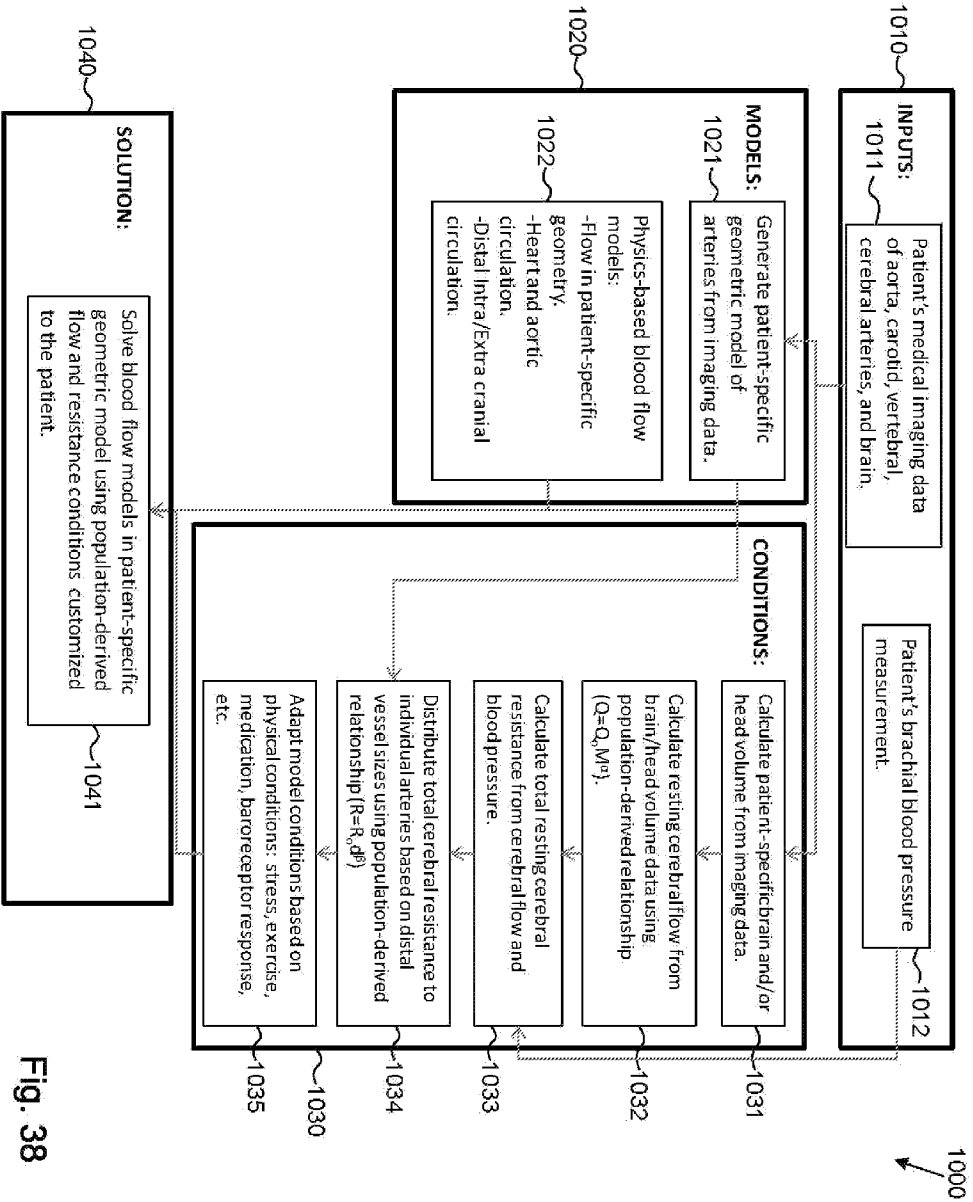 1000
1010
INPUTS:
1011
Patient's medical imaging data
of aorta, carotid, vertebral,
cerebral arteries, and brain.
Patient's brachial blood pressure
measurement.
1012
1020
MODELS:
1021
Generate patient-specific
geometric model of
arteries from imaging data.
1022
Physics-based blood flow
models:
-Flow in patient-specific
geometry.
-Heart and aortic
circulation.
-Distal Intra/Extra cranial
circulation.
CONDITIONS:
Calculate patient-specific brain and/or
head volume from imaging data.
1031
Calculate resting cerebral flow from
brain/head volume data using
population-derived relationship
(Q=QₒMᵅ).
1032
Calculate total resting cerebral
resistance from cerebral flow and
blood pressure.
1033
Distribute total cerebral resistance to
individual arteries based on distal
vessel sizes using population-derived
relationship (R=Rₒdᵝ)
1034
Adapt model conditions based on
physical conditions: stress, exercise,
medication, baroreceptor response,
etc.
1035
1030
1040
SOLUTION:
Solve blood flow models in patient-specific
geometric model using population-derived
flow and resistance conditions customized
to the patient.
1041
Fig. 38